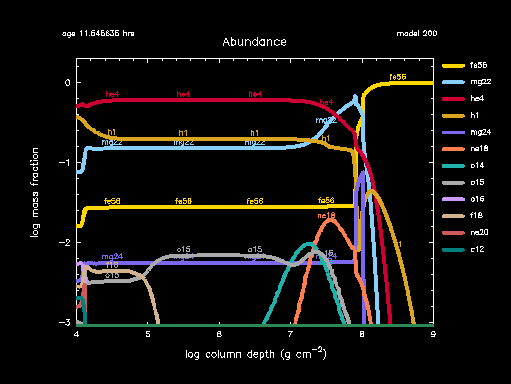 age 11.646636 hrs
model 200
Abundance
fe56
mg22
he4
h1
mg24
ne18
o14
o15
o16
f18
ne20
c12
fe56
he4 he4 he4 he4
mg22
h1 h1 h1 h1
mg22 mg22 mg22
fe56 fe56 fe56 fe56
ne18
o15 o15 o15
mg24
f18
o15
0
-1
-2
-3
4 5 6 7 8 9
log mass fraction
log column depth (g cm-2)